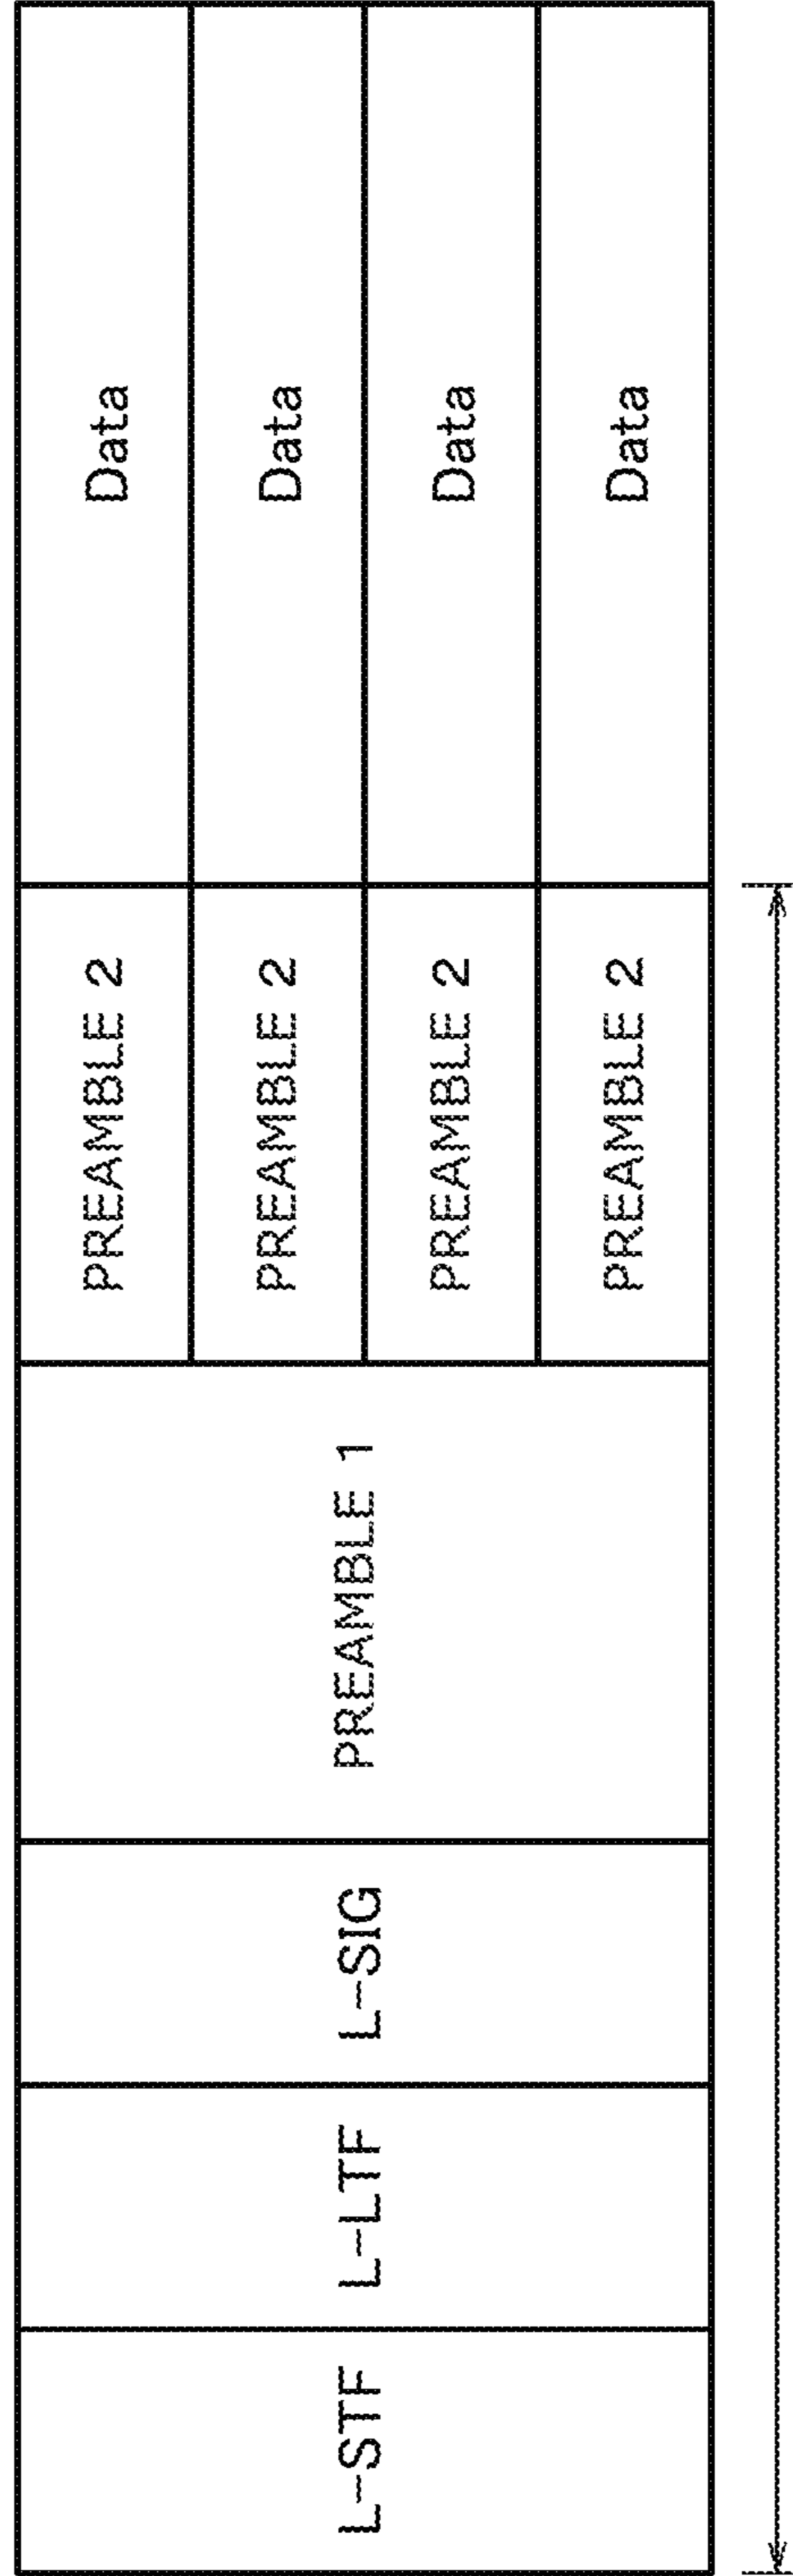 L-STF
L-LTF
L-SIG
PREAMBLE 1
PREAMBLE 2
Data
PREAMBLE 2
Data
PREAMBLE 2
Data
PREAMBLE 2
Data